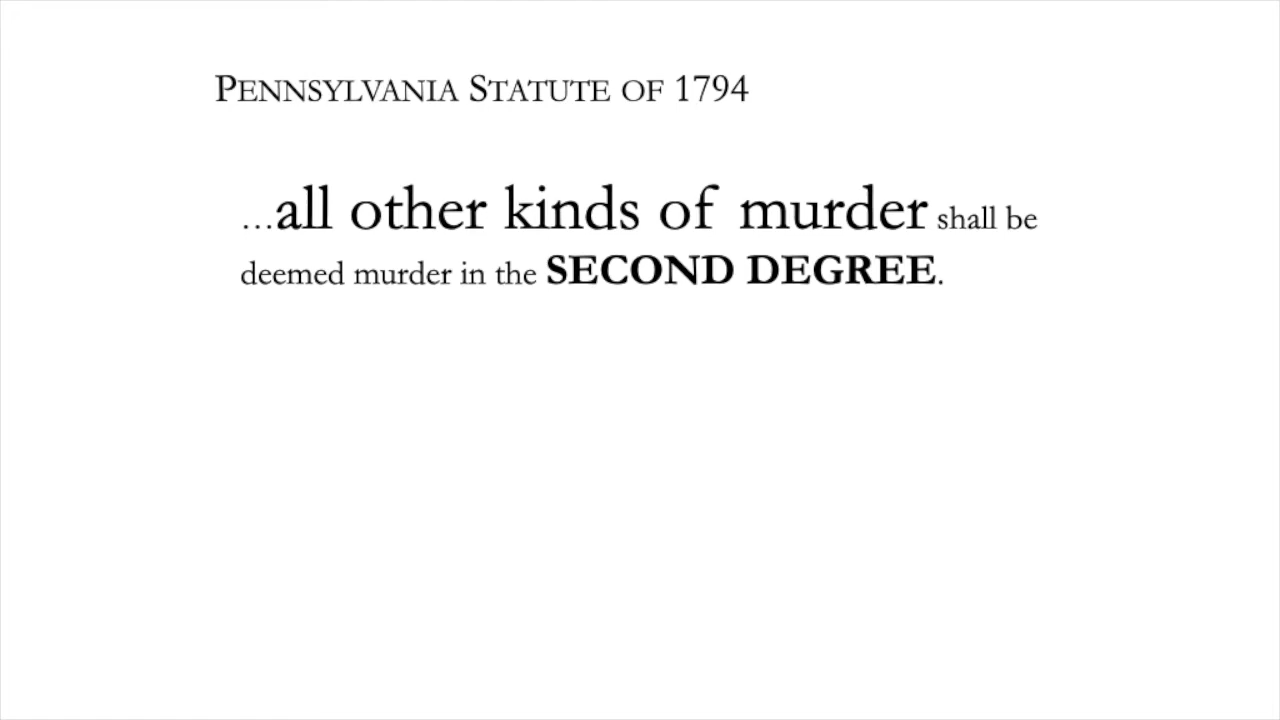 PENNSYLVANIA STATUTE OF 1794
…all other kinds of murder shall be
deemed murder in the SECOND DEGREE.